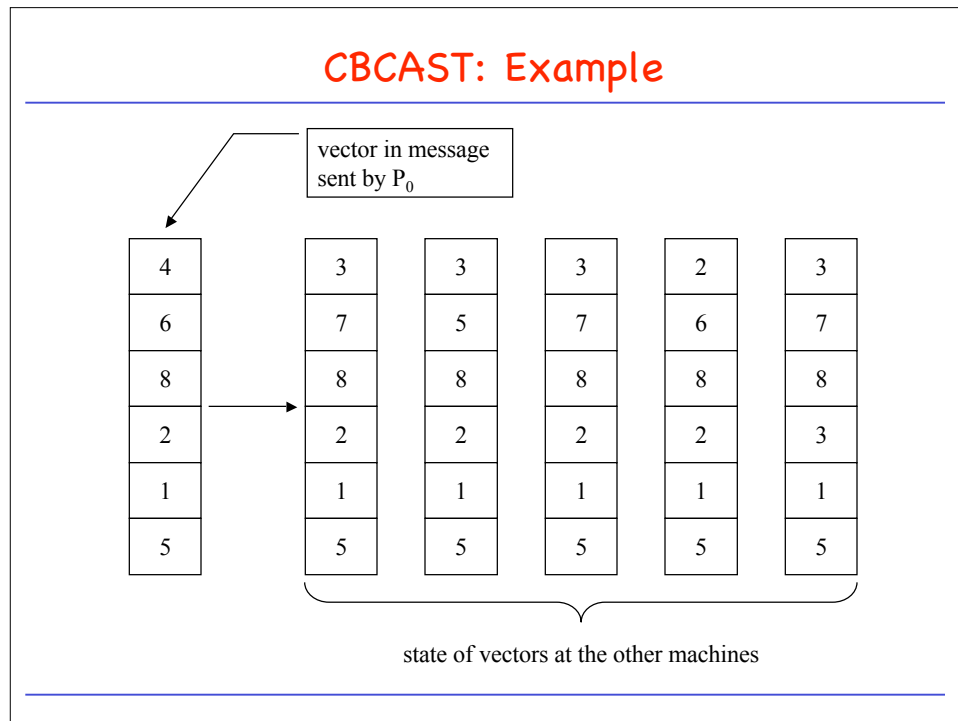 CBCAST: Example
vector in message
sent by P₀
4 3 3 3 2 3
6 7 5 7 6 7
8 8 8 8 8 8
2 2 2 2 2 3
1 1 1 1 1 1
5 5 5 5 5 5
state of vectors at the other machines